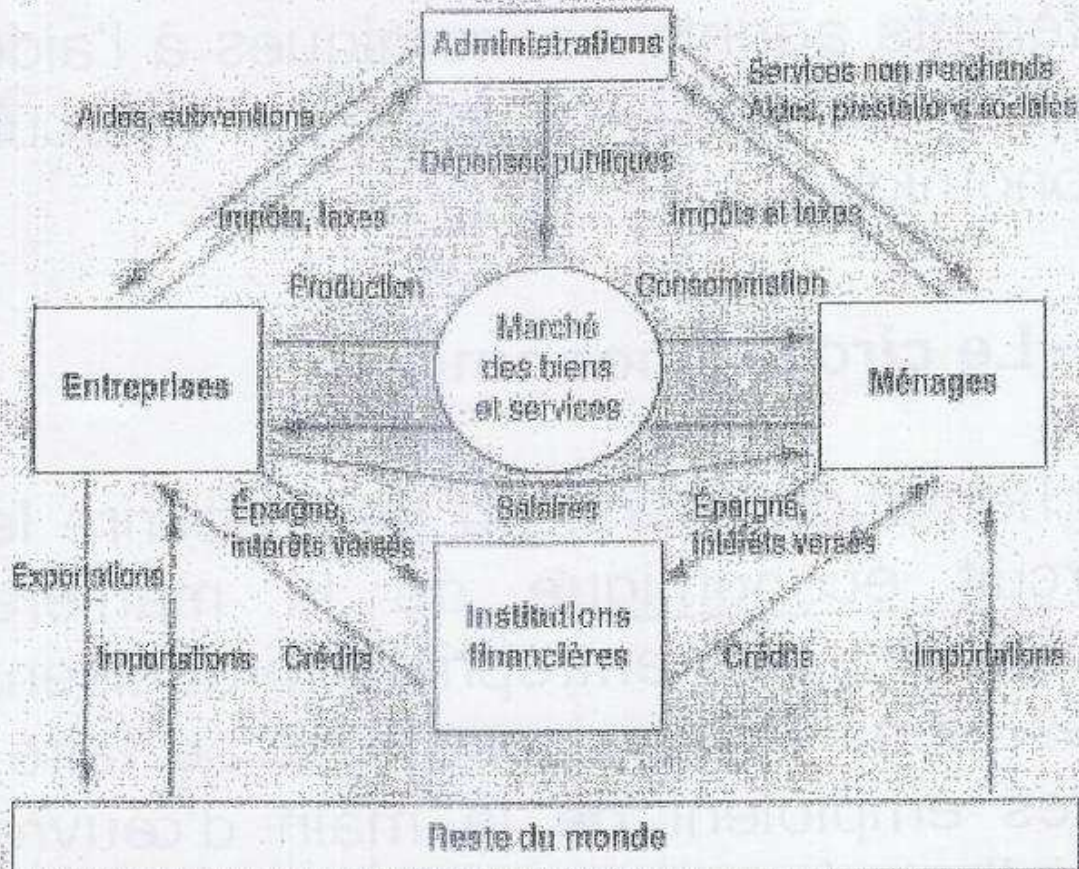 Administrations
Services non marchands
Aides, prestations sociales
Aides, subventions
Dépenses publiques
Impôts, taxes
Impôts et taxes
Production
Consommation
Marché
des biens
et services
Entreprises
Ménages
Épargne,
intérêts versés
Salaires
Épargne,
intérêts versés
Exportations
Institutions
financières
Importations
Crédits
Crédits
Importations
Reste du monde